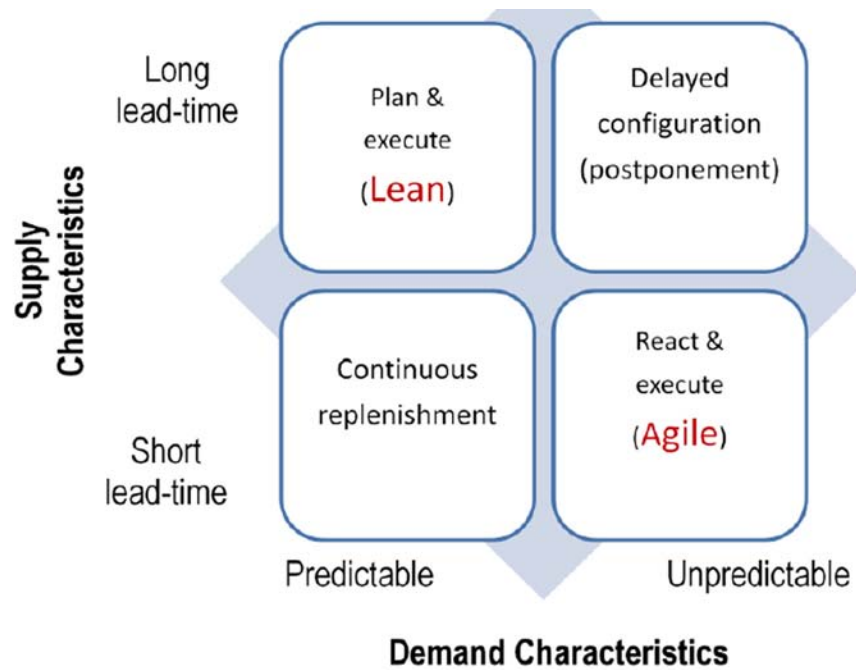 Long
lead-time
Plan &
execute
(Lean)
Delayed
configuration
(postponement)
Supply
Characteristics
Continuous
replenishment
React &
execute
(Agile)
Short
lead-time
Predictable
Unpredictable
Demand Characteristics